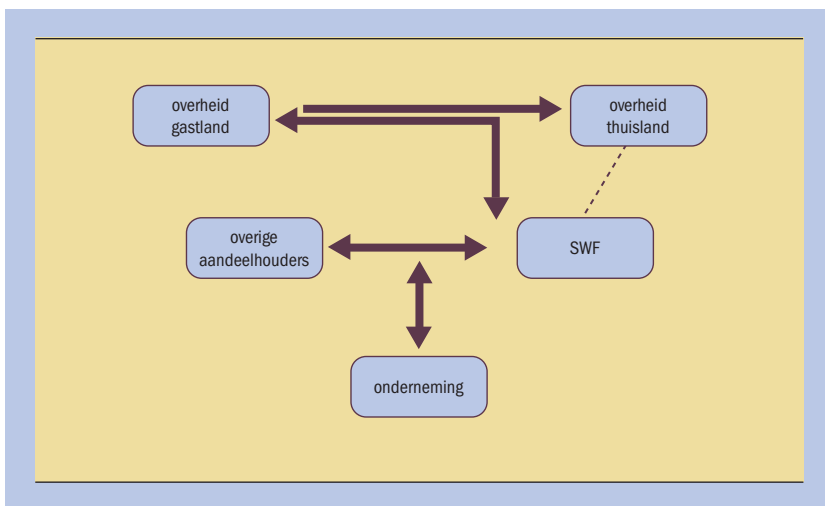 overheid
gastland
overheid
thuisland
overige
aandeelhouders
SWF
onderneming